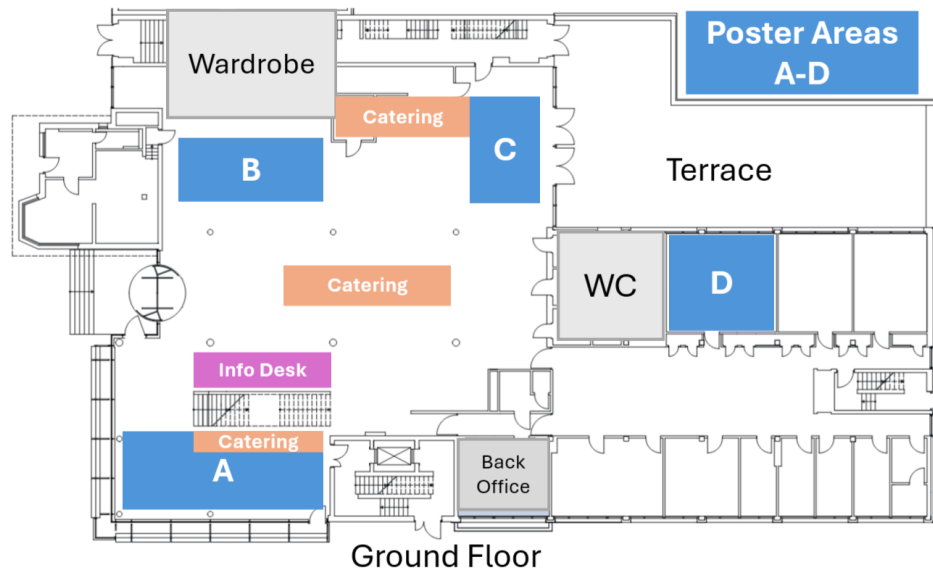 Poster Areas
A-D
Wardrobe
Catering
C
B
Terrace
Catering
WC
D
Info Desk
Catering
A
Back
Office
Ground Floor